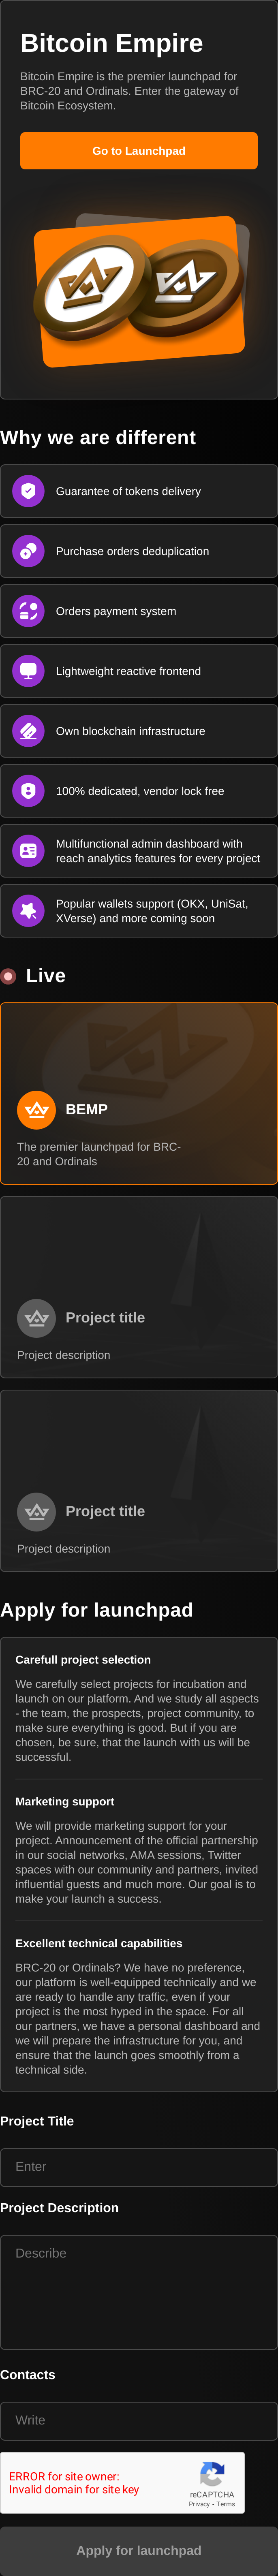 Bitcoin Empire
Bitcoin Empire is the premier launchpad for
BRC-20 and Ordinals. Enter the gateway of
Bitcoin Ecosystem.
Go to Launchpad
Why we are different
Guarantee of tokens delivery
Purchase orders deduplication
Orders payment system
Lightweight reactive frontend
Own blockchain infrastructure
100% dedicated, vendor lock free
Multifunctional admin dashboard with
reach analytics features for every project
Popular wallets support (OKX, UniSat,
XVerse) and more coming soon
Live
BEMP
The premier launchpad for BRC-
20 and Ordinals
Project title
Project description
Project title
Project description
Apply for launchpad
Carefull project selection
We carefully select projects for incubation and
launch on our platform. And we study all aspects
- the team, the prospects, project community, to
make sure everything is good. But if you are
chosen, be sure, that the launch with us will be
successful.
Marketing support
We will provide marketing support for your
project. Announcement of the official partnership
in our social networks, AMA sessions, Twitter
spaces with our community and partners, invited
influential guests and much more. Our goal is to
make your launch a success.
Excellent technical capabilities
BRC-20 or Ordinals? We have no preference,
our platform is well-equipped technically and we
are ready to handle any traffic, even if your
project is the most hyped in the space. For all
our partners, we have a personal dashboard and
we will prepare the infrastructure for you, and
ensure that the launch goes smoothly from a
technical side.
Project Title
Enter
Project Description
Describe
Contacts
Write
ERROR for site owner:
Invalid domain for site key
reCAPTCHA
Privacy - Terms
Apply for launchpad